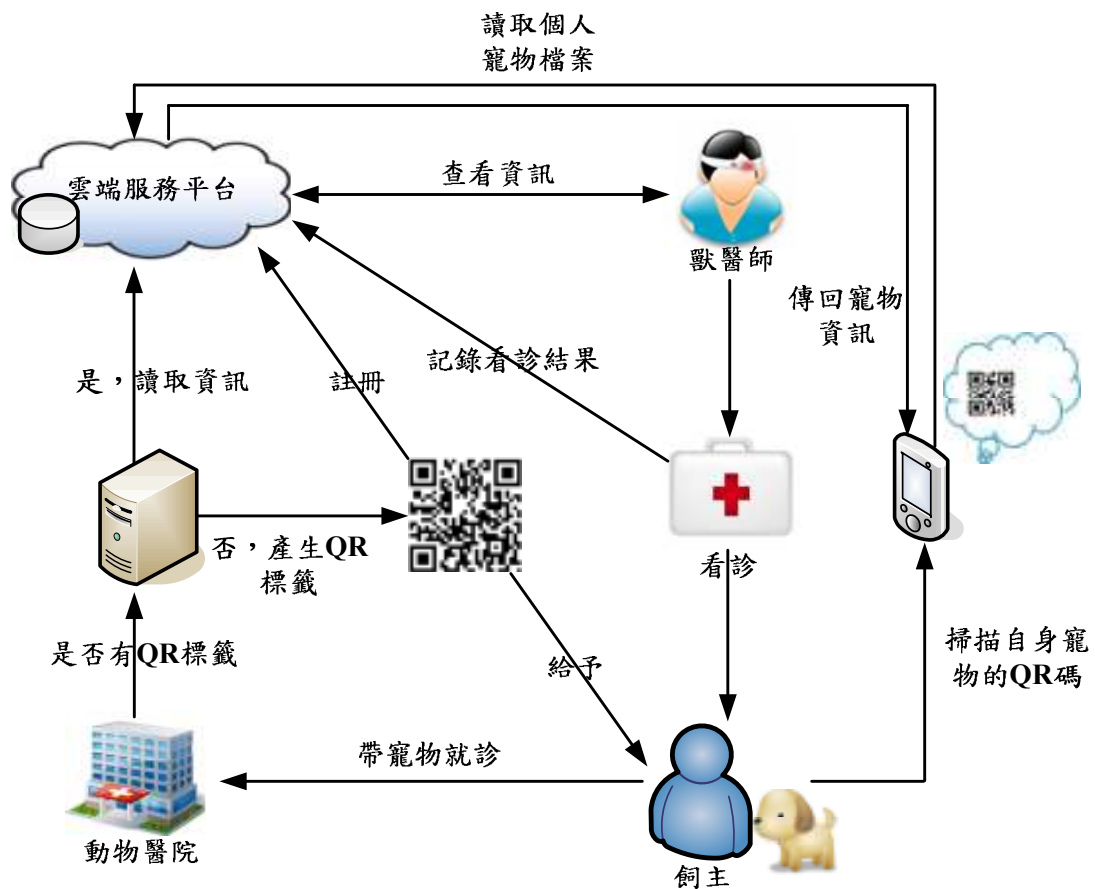 讀取個人
寵物檔案
雲端服務平台
查看資訊
獸醫師
傳回寵物
資訊
是，讀取資訊
註冊
記錄看診結果
否，產生QR
標籤
看診
是否有QR標籤
給予
掃描自身寵
物的QR碼
帶寵物就診
動物醫院
飼主